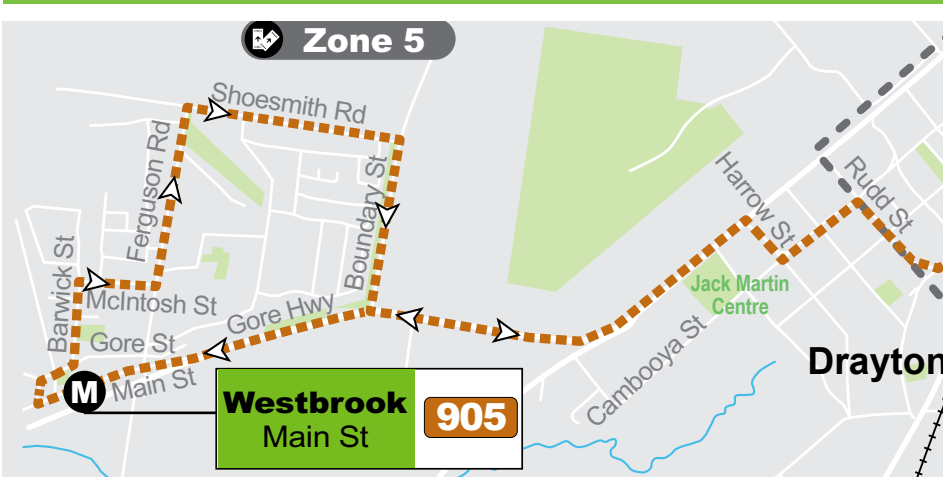 Zone 5
Shoesmith Rd
Ferguson Rd
Boundary St
Harrow St
Rudd St
Barwick St
McIntosh St
Gore Hwy
Jack Martin
Centre
Gore St
Cambooya St
Drayton
M
Main St
Westbrook
Main St
905